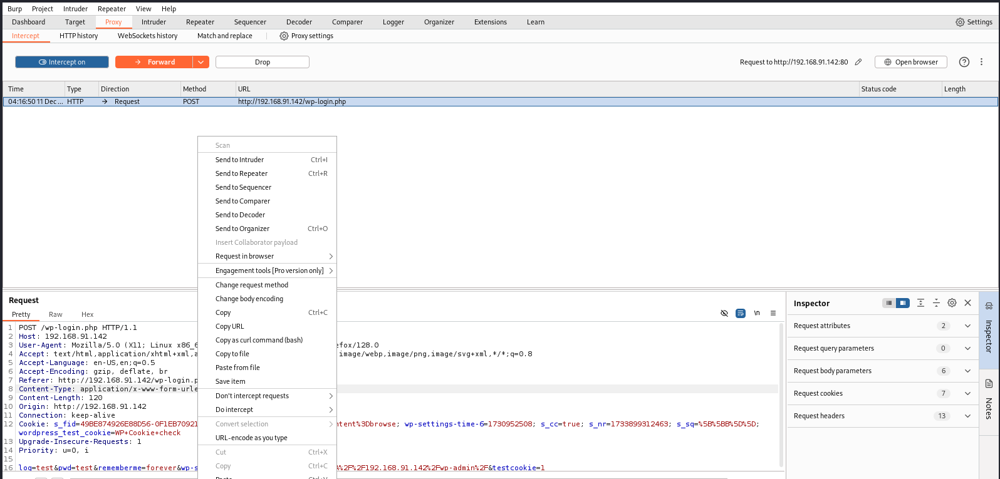 Burp Project Intruder Repeater View Help
Dashboard Target Proxy Intruder Repeater Sequencer Decoder Comparer Logger Organizer Extensions Learn Settings
Intercept HTTP history WebSockets history Match and replace Proxy settings
Intercept on Forward Drop Request to http://192.168.91.142:80 Open browser
Time Type Direction Method URL Status code Length
04:16:50 11 Dec ... HTTP Request POST http://192.168.91.142/wp-login.php
Scan
Send to Intruder Ctrl+I
Send to Repeater Ctrl+R
Send to Sequencer
Send to Comparer
Send to Decoder
Send to Organizer Ctrl+O
Insert Collaborator payload
Request in browser
Engagement tools [Pro version only]
Change request method
Change body encoding
Copy Ctrl+C
Copy URL
Copy as curl command (bash)
Copy to file
Paste from file
Save item
Don't intercept requests
Do intercept
Convert selection
URL-encode as you type
Cut Ctrl+X
Copy Ctrl+C
Paste Ctrl+V
Request
Pretty Raw Hex
\n
1 POST /wp-login.php HTTP/1.1
2 Host: 192.168.91.142
3 User-Agent: Mozilla/5.0 (X11; Linux x86_6 efox/128.0
4 Accept: text/html,application/xhtml+xml,a image/webp,image/png,image/svg+xml,*/*;q=0.8
5 Accept-Language: en-US,en;q=0.5
6 Accept-Encoding: gzip, deflate, br
7 Referer: http://192.168.91.142/wp-login.p
8 Content-Type: application/x-www-form-urle
9 Content-Length: 120
10 Origin: http://192.168.91.142
11 Connection: keep-alive
12 Cookie: s_fid=49BE874926E88D56-0F1EB70921 ntent%3Dbrowse; wp-settings-time-6=1730952508; s_cc=true; s_nr=1733899312463; s_sq=%5B%5BB%5D%5D;
wordpress_test_cookie=WP+Cookie+check
13 Upgrade-Insecure-Requests: 1
14 Priority: u=0, i
15
16 log=test&pwd=test&rememberme=forever&wp-s A%2F%2F192.168.91.142%2Fwp-admin%2F&testcookie=1
Inspector
Request attributes 2
Request query parameters 0
Request body parameters 6
Request cookies 7
Request headers 13
Inspector
Notes